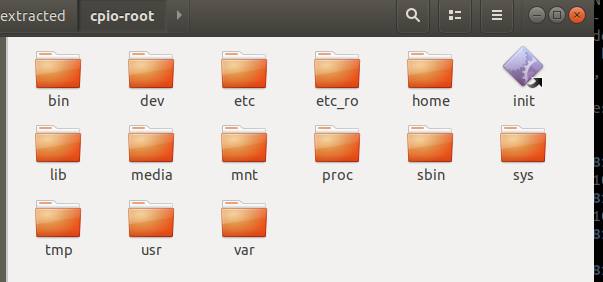 extracted cpio-root
bin dev etc etc_ro home init
lib media mnt proc sbin sys
tmp usr var